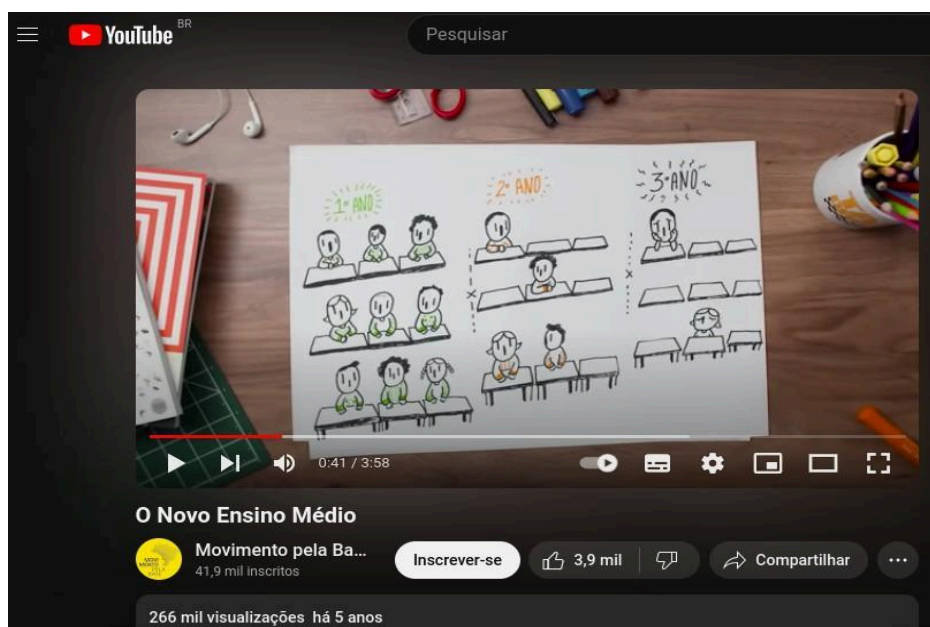 YouTube BR
Pesquisar
1º ANO
2º ANO
3º ANO
0:41 / 3:58
O Novo Ensino Médio
Movimento pela Ba...
41,9 mil inscritos
Inscrever-se
3,9 mil
Compartilhar
266 mil visualizações há 5 anos